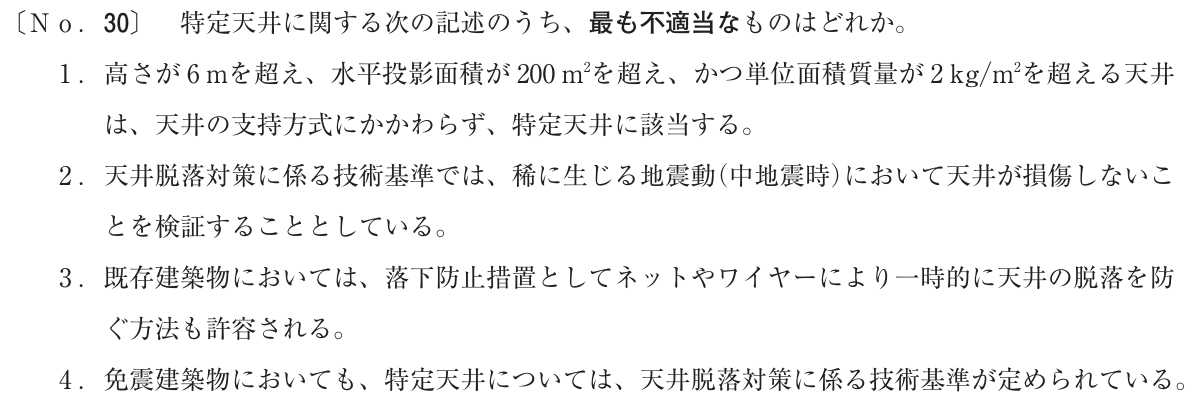 〔Ｎｏ．30〕　特定天井に関する次の記述のうち、最も不適当なものはどれか。
１．高さが６mを超え、水平投影面積が200 m²を超え、かつ単位面積質量が２kg/m²を超える天井
は、天井の支持方式にかかわらず、特定天井に該当する。
２．天井脱落対策に係る技術基準では、稀に生じる地震動(中地震時)において天井が損傷しないこ
とを検証することとしている。
３．既存建築物においては、落下防止措置としてネットやワイヤーにより一時的に天井の脱落を防
ぐ方法も許容される。
４．免震建築物においても、特定天井については、天井脱落対策に係る技術基準が定められている。